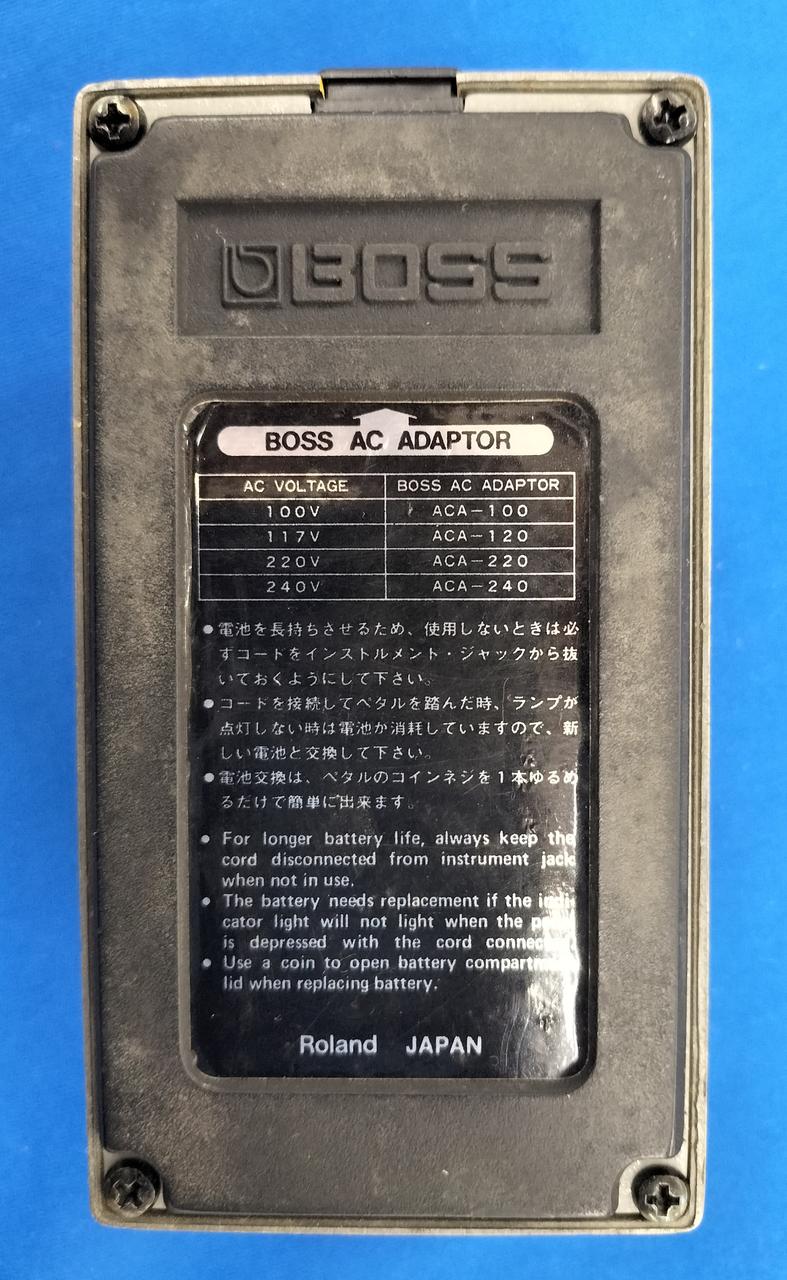 BOSS
BOSS AC ADAPTOR
AC VOLTAGE BOSS AC ADAPTOR
100V ACA-100
117V ACA-120
220V ACA-220
240V ACA-240
●電池を長持ちさせるため、使用しないときは必
ずコードをインストルメント・ジャックから抜
いておくようにして下さい。
●コードを接続してペタルを踏んだ時、ランプが
点灯しない時は電池が消耗していますので、新
しい電池と交換して下さい。
●電池交換は、ペタルのコインネジを1本ゆるめ
るだけで簡単に出来ます。
● For longer battery life, always keep the
cord disconnected from instrument jack
when not in use.
● The battery needs replacement if the indi-
cator light will not light when the
is depressed with the cord
● Use a coin to open battery
lid when replacing battery.
Roland JAPAN